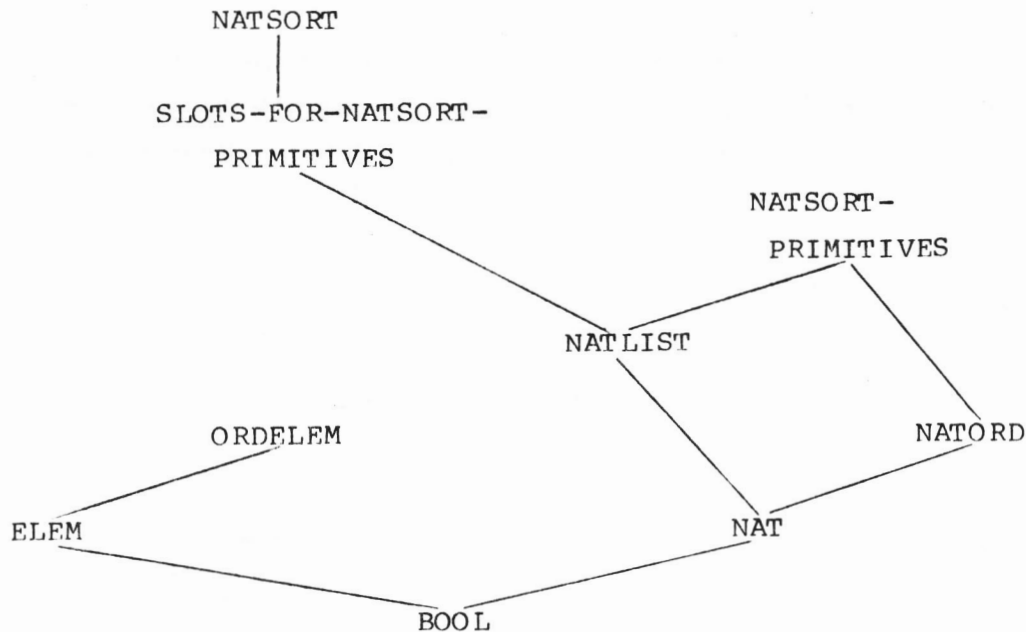 NATSORT
SLOTS-FOR-NATSORT-
PRIMITIVES
NATSORT-
PRIMITIVES
NATLIST
ORDELEM
NATORD
ELEM
NAT
BOOL